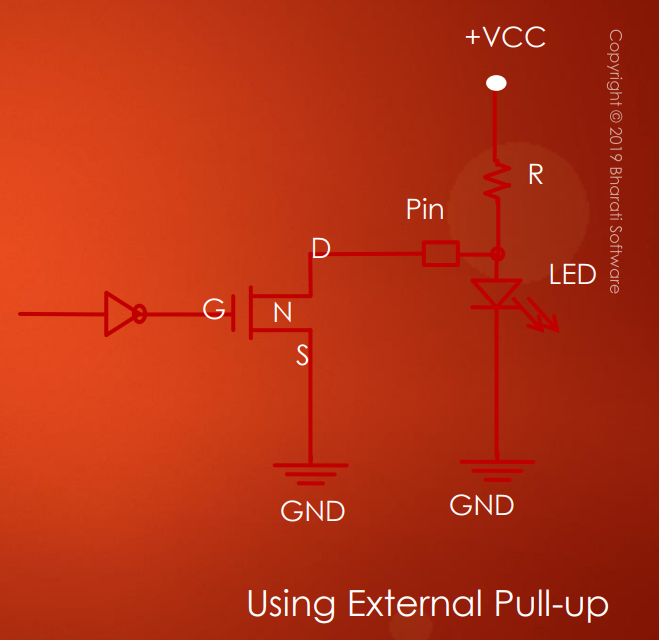 +VCC
Copyright © 2019 Bharati Software
R
Pin
D
LED
G
N
S
GND
GND
Using External Pull-up